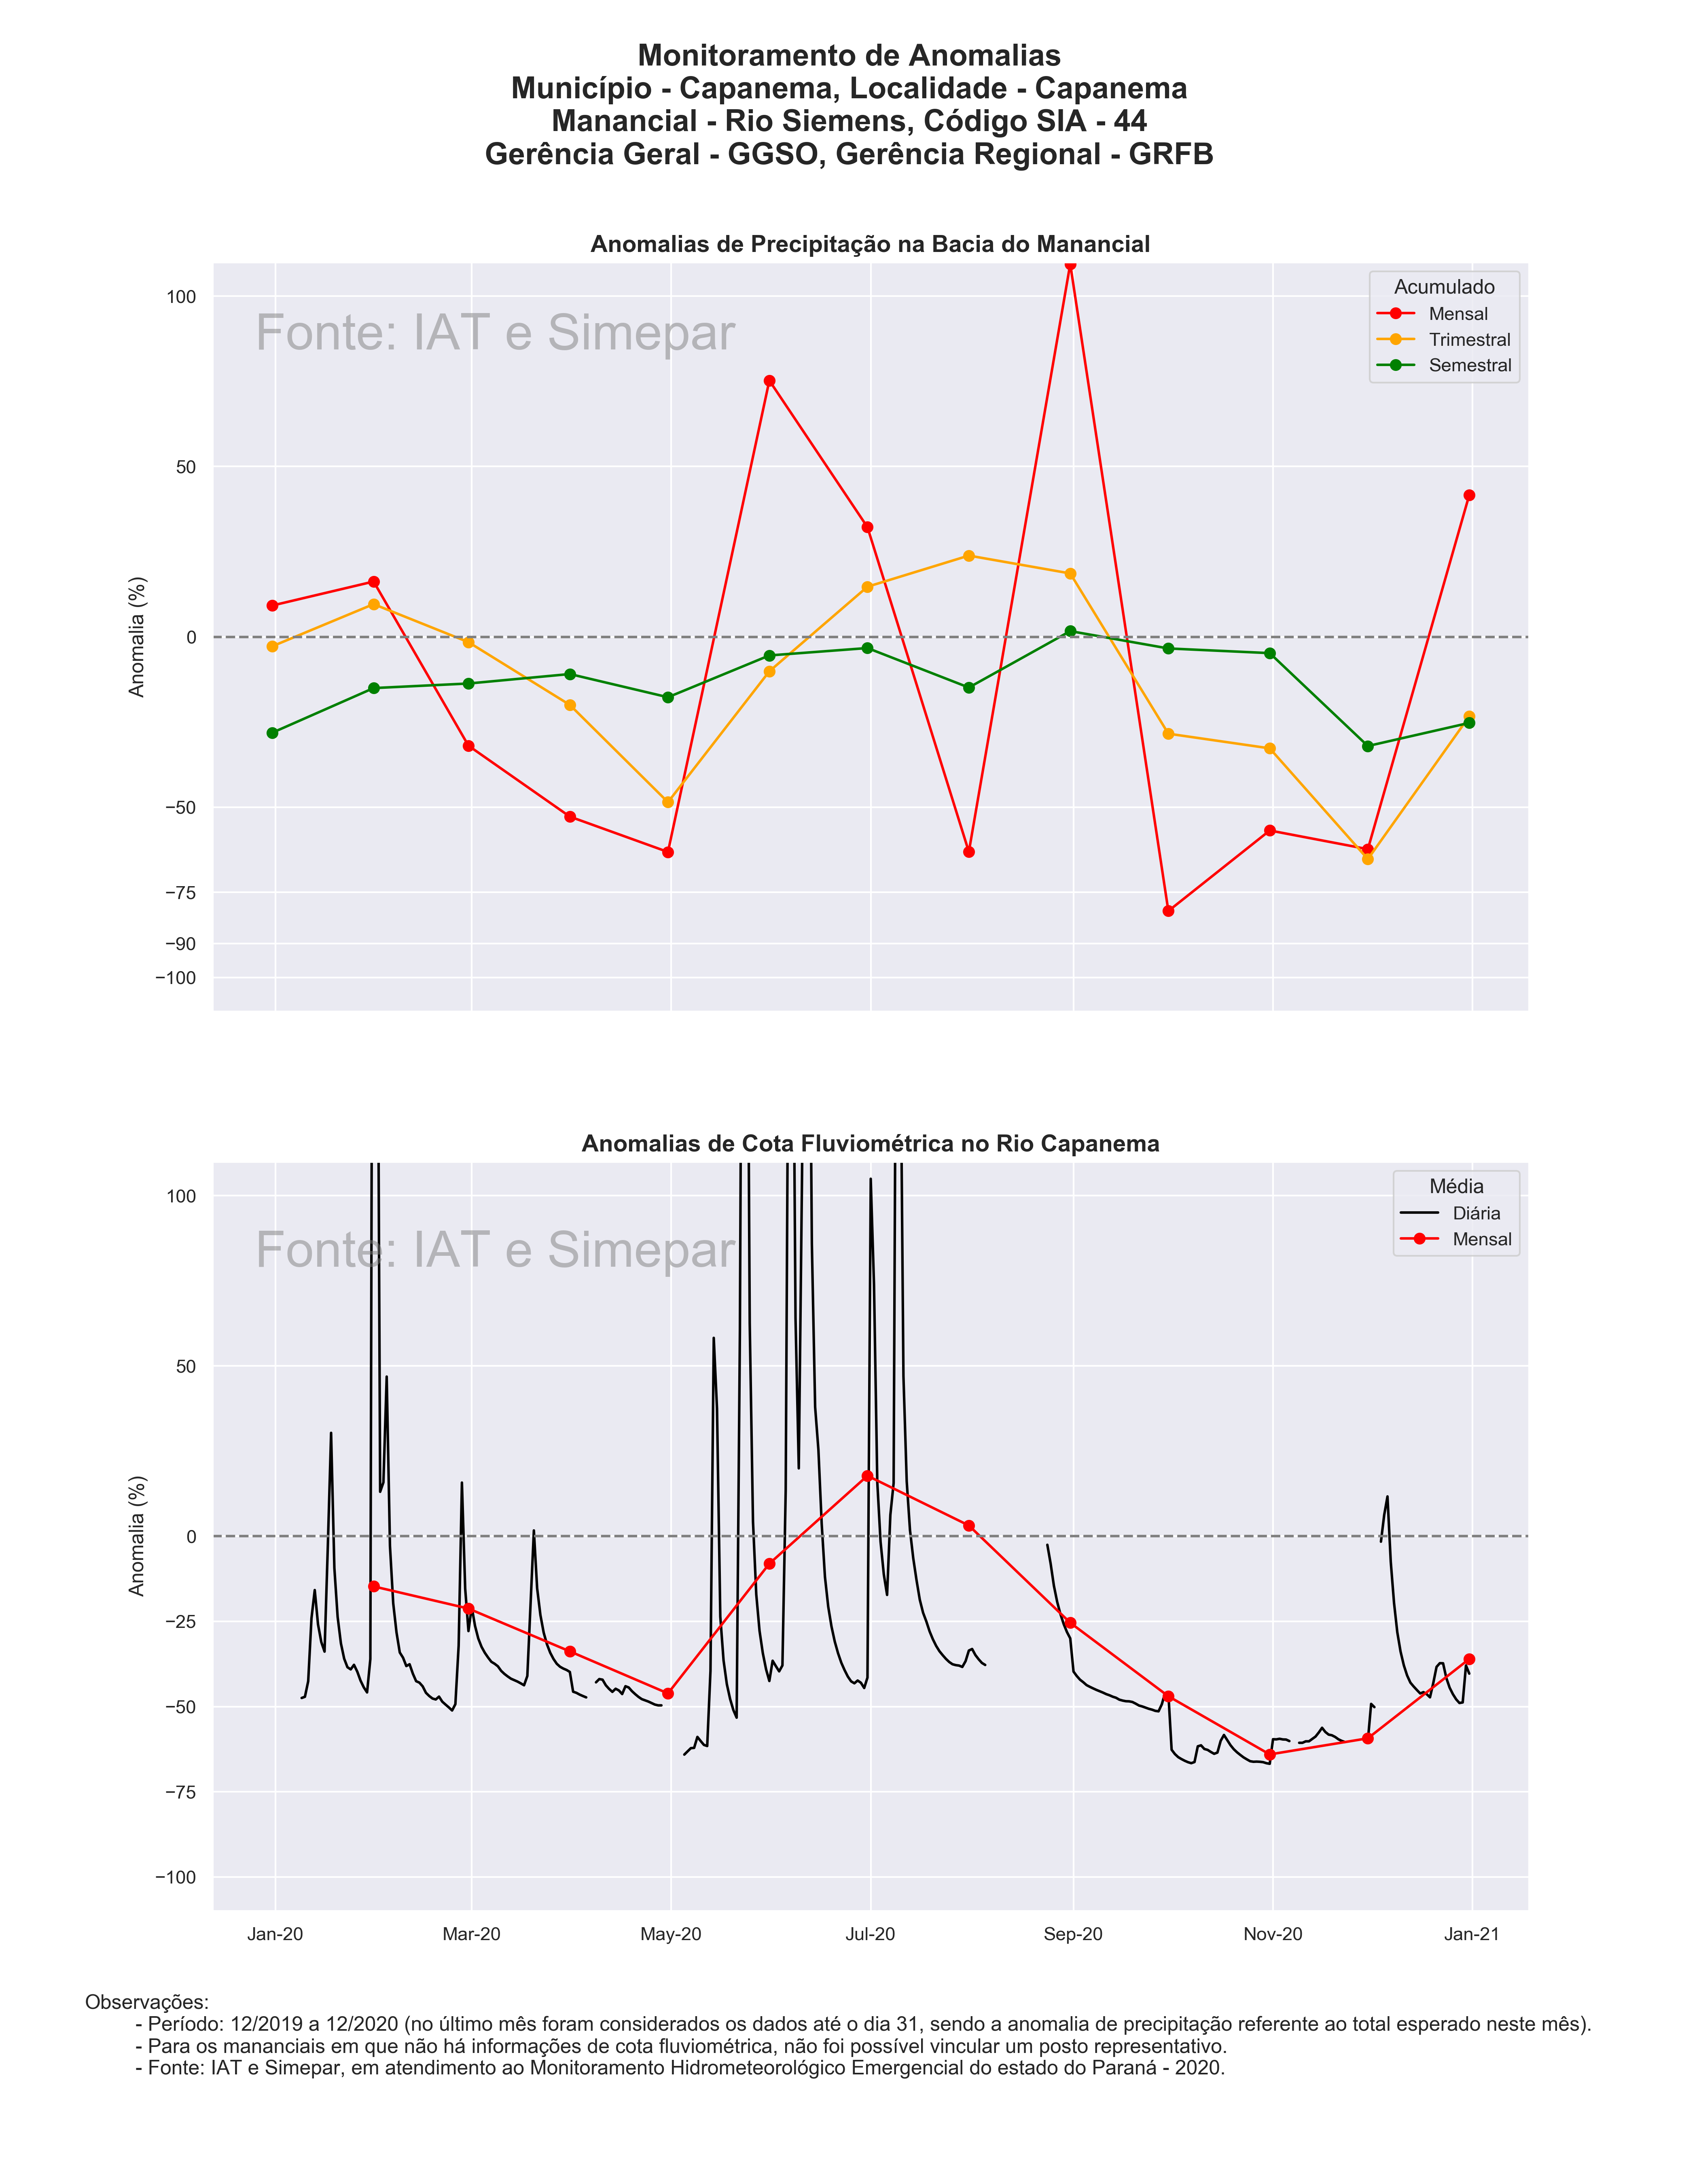 Monitoramento de Anomalias
Município - Capanema, Localidade - Capanema
Manancial - Rio Siemens, Código SIA - 44
Gerência Geral - GGSO, Gerência Regional - GRFB
Anomalias de Precipitação na Bacia do Manancial
Fonte: IAT e Simepar
Acumulado
Mensal
Trimestral
Semestral
Anomalia (%)
100
50
0
−50
−75
−90
−100
Anomalias de Cota Fluviométrica no Rio Capanema
Fonte: IAT e Simepar
Média
Diária
Mensal
Anomalia (%)
100
50
0
−25
−50
−75
−100
Jan-20 Mar-20 May-20 Jul-20 Sep-20 Nov-20 Jan-21
Observações:
- Período: 12/2019 a 12/2020 (no último mês foram considerados os dados até o dia 31, sendo a anomalia de precipitação referente ao total esperado neste mês).
- Para os mananciais em que não há informações de cota fluviométrica, não foi possível vincular um posto representativo.
- Fonte: IAT e Simepar, em atendimento ao Monitoramento Hidrometeorológico Emergencial do estado do Paraná - 2020.